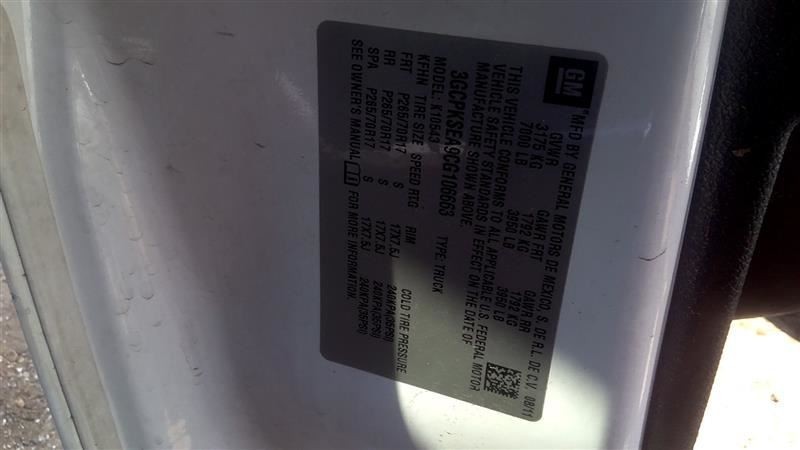 GM
"MFD BY GENERAL MOTORS DE MEXICO, S. DE R.L. DE C.V. 08/11
GVWR GAWR FRT GAWR RR
3175 KG 1792 KG 1792 KG
7000 LB 3950 LB 3950 LB
THIS VEHICLE CONFORMS TO ALL APPLICABLE U.S. FEDERAL MOTOR
VEHICLE SAFETY STANDARDS IN EFFECT ON THE DATE OF
MANUFACTURE SHOWN ABOVE.
3GCPKSEA9CG106663 TYPE: TRUCK
MODEL: K10543
KFHN TIRE SIZE SPEED RTG RIM COLD TIRE PRESSURE
FRT P265/70R17 S 17X7.5J 240KPA(35PSI)
RR P265/70R17 S 17X7.5J 240KPA(35PSI)
SPA P265/70R17 S 17X7.5J 240KPA(35PSI)
SEE OWNER'S MANUAL FOR MORE INFORMATION.